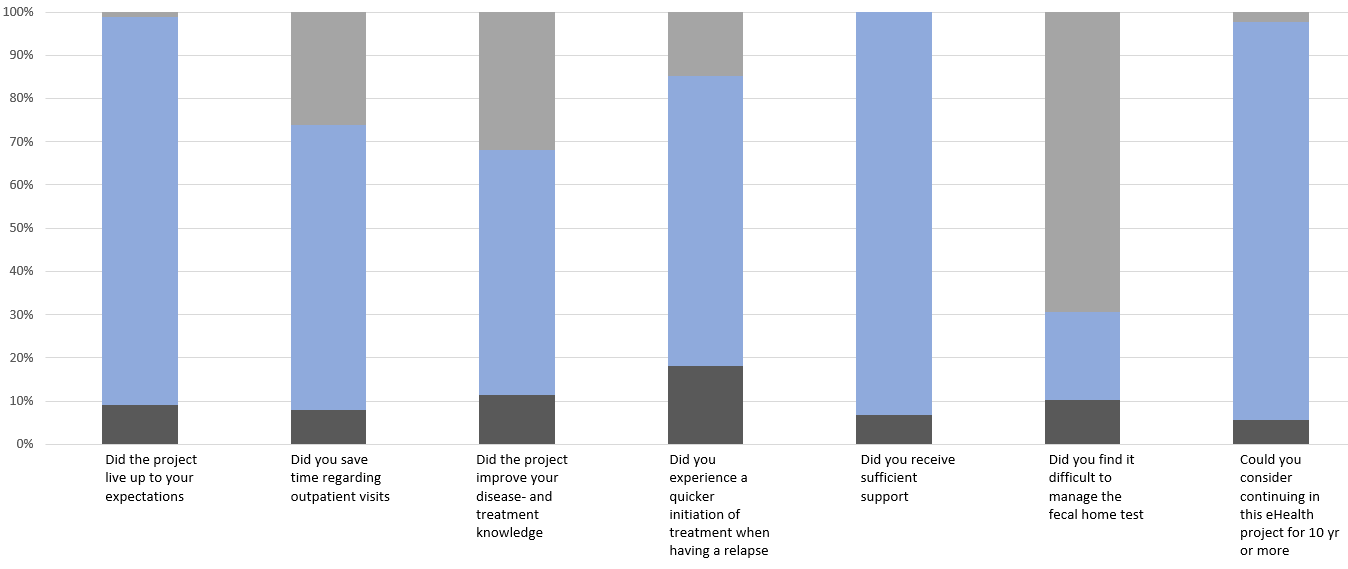 100%
90%
80%
70%
60%
50%
40%
30%
20%
10%
0%
Did the project
live up to your
expectations
Did you save
time regarding
outpatient visits
Did the project
improve your
disease- and
treatment
knowledge
Did you
experience a
quicker
initiation of
treatment when
having a relapse
Did you receive
sufficient
support
Did you find it
difficult to
manage the
fecal home test
Could you
consider
continuing in
this eHealth
project for 10 yr
or more